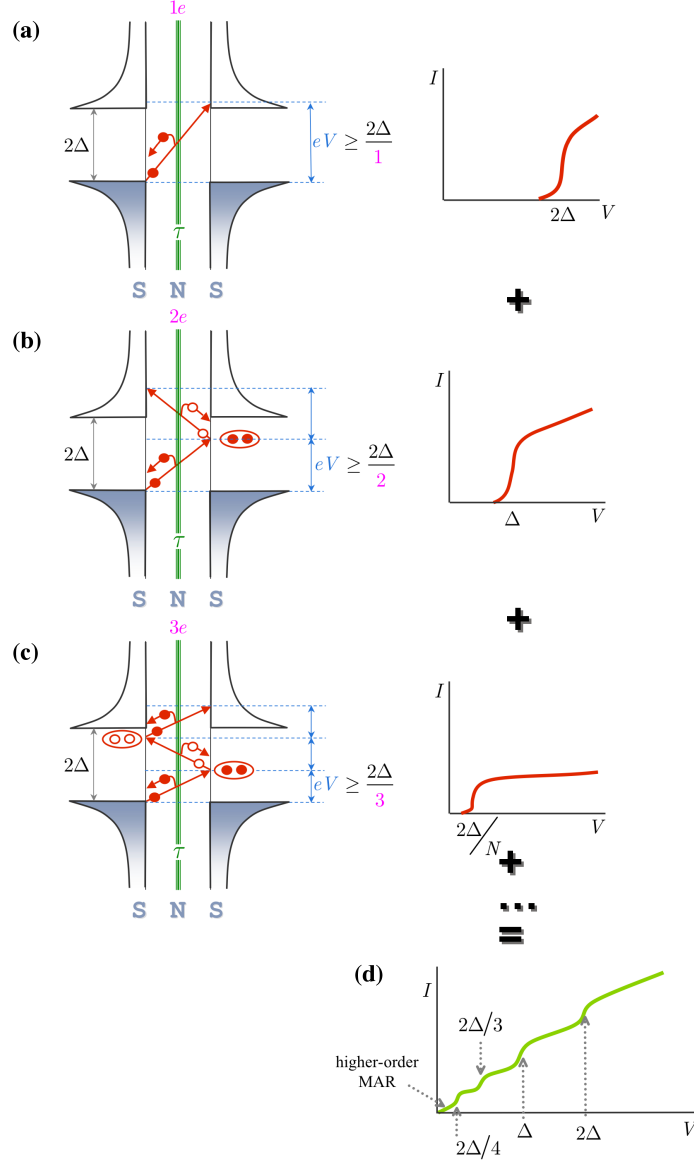 (a)
1e
2Δ
eV ≥ 2Δ/1
τ
S N S
I
2Δ
V
+
(b)
2e
2Δ
eV ≥ 2Δ/2
τ
S N S
I
Δ
V
+
(c)
3e
2Δ
eV ≥ 2Δ/3
τ
S N S
I
2Δ/N
V
+
...
=
(d)
I
2Δ/3
higher-order
MAR
2Δ/4
Δ
2Δ
V